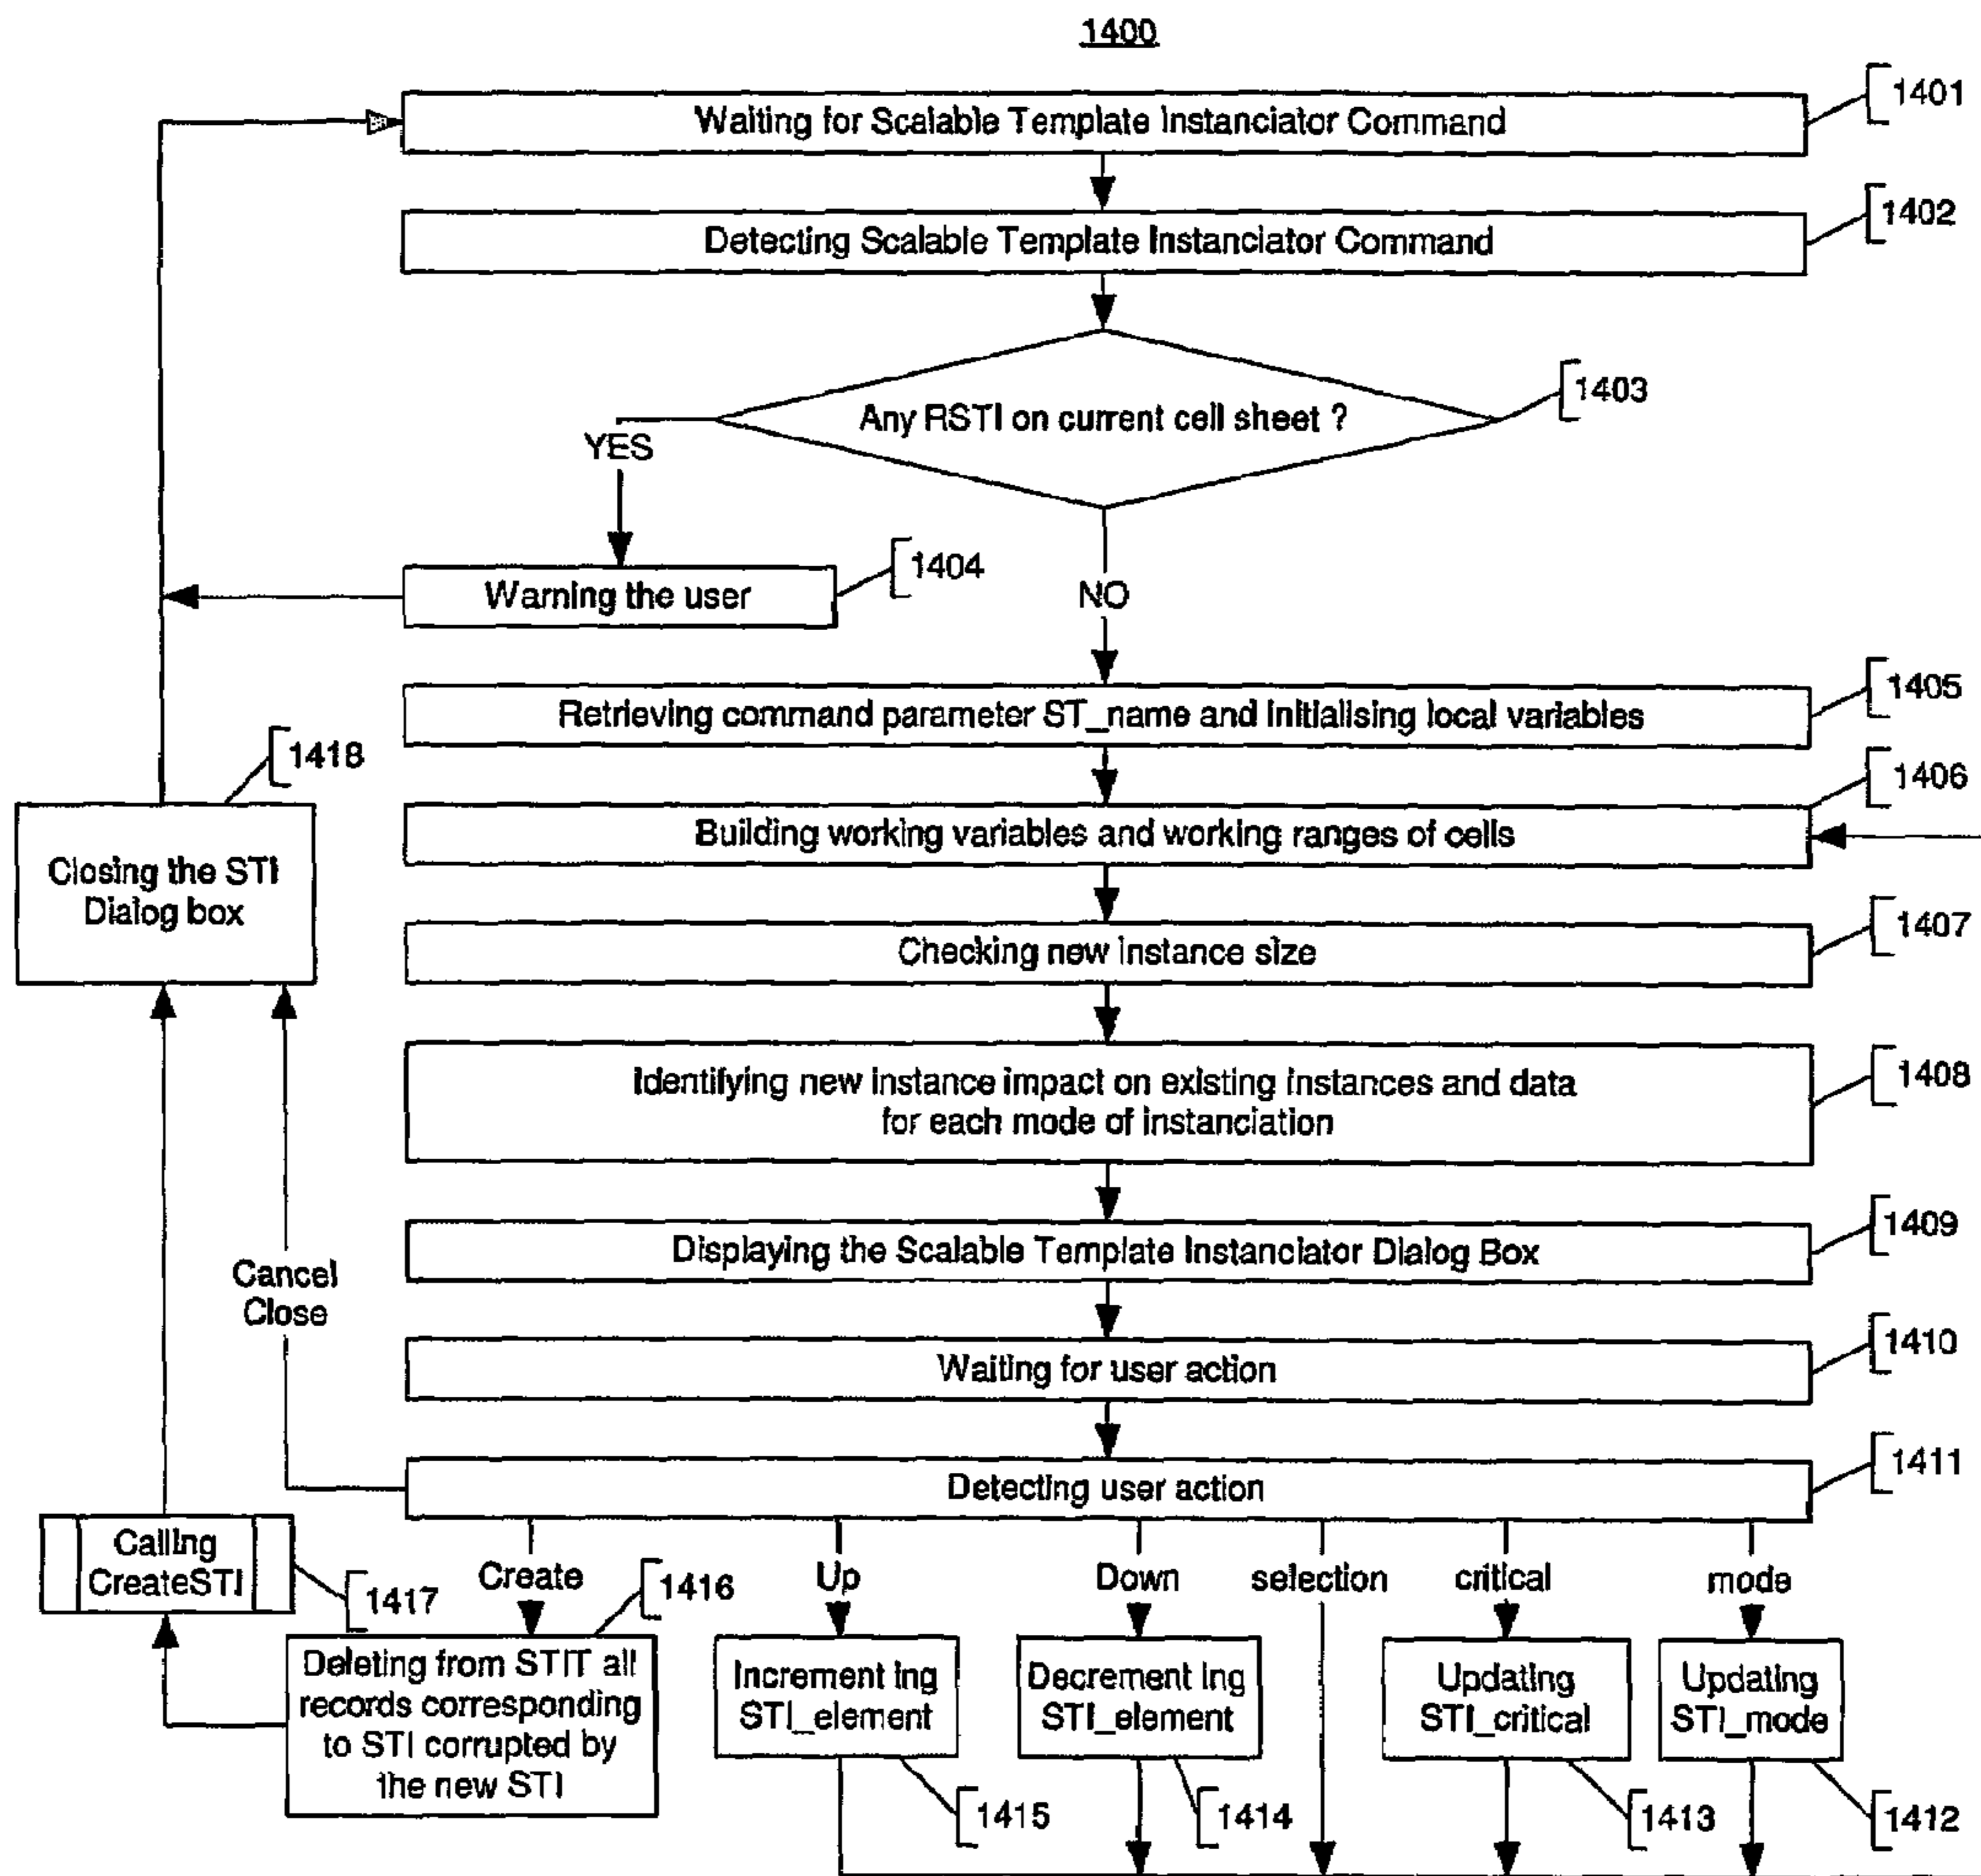 1400
Waiting for Scalable Template Instanciator Command
1401
Detecting Scalable Template Instanciator Command
1402
Any RSTI on current cell sheet ?
1403
YES
Warning the user
1404
NO
Retrieving command parameter ST_name and initialising local variables
1405
Building working variables and working ranges of cells
1406
1418
Closing the STI
Dialog box
Checking new instance size
1407
Identifying new instance impact on existing instances and data
for each mode of instanciation
1408
Displaying the Scalable Template Instanciator Dialog Box
1409
Cancel
Close
Waiting for user action
1410
Detecting user action
1411
Calling
CreateSTI
1417
Create
1416
Up
Down
selection
critical
mode
Deleting from STIT all
records corresponding
to STI corrupted by
the new STI
Increment ing
STI_element
Decrement ing
STI_element
Updating
STI_critical
Updating
STI_mode
1415
1414
1413
1412